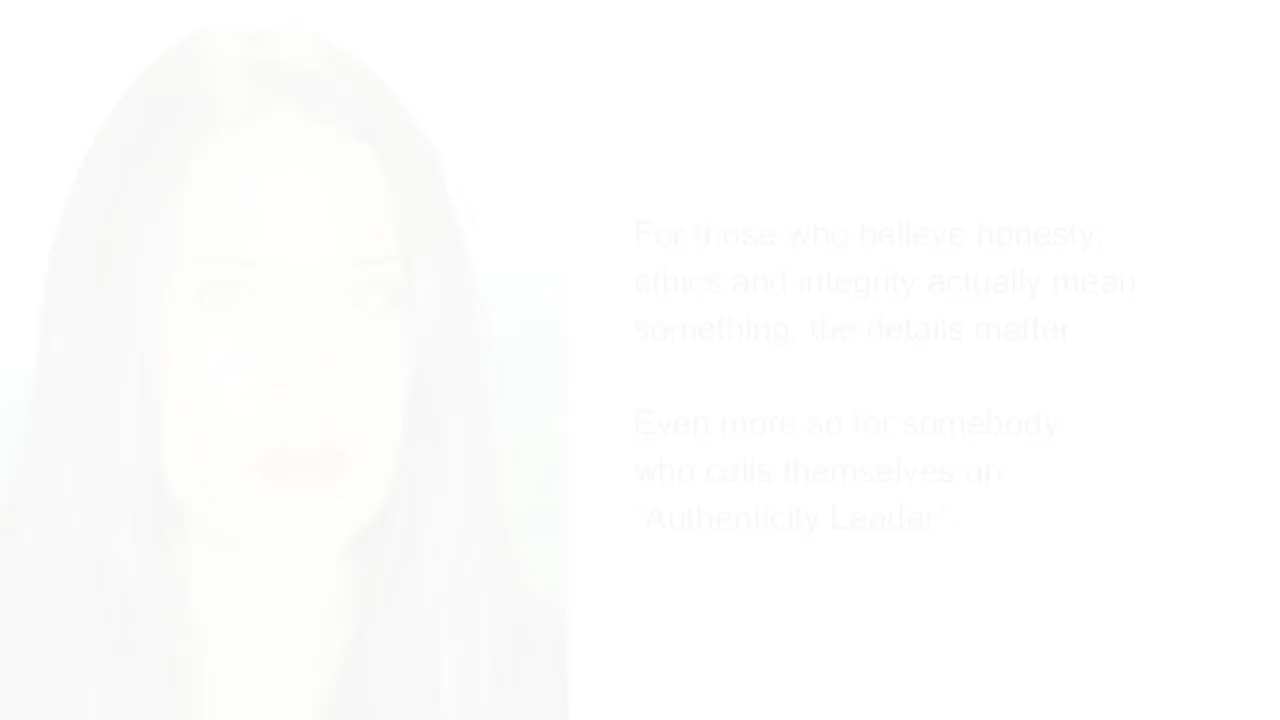 For those who believe honesty,
ethics and integrity actually mean
something, the details matter
Even more so for somebody
who calls themselves an
"Authenticity Leader"